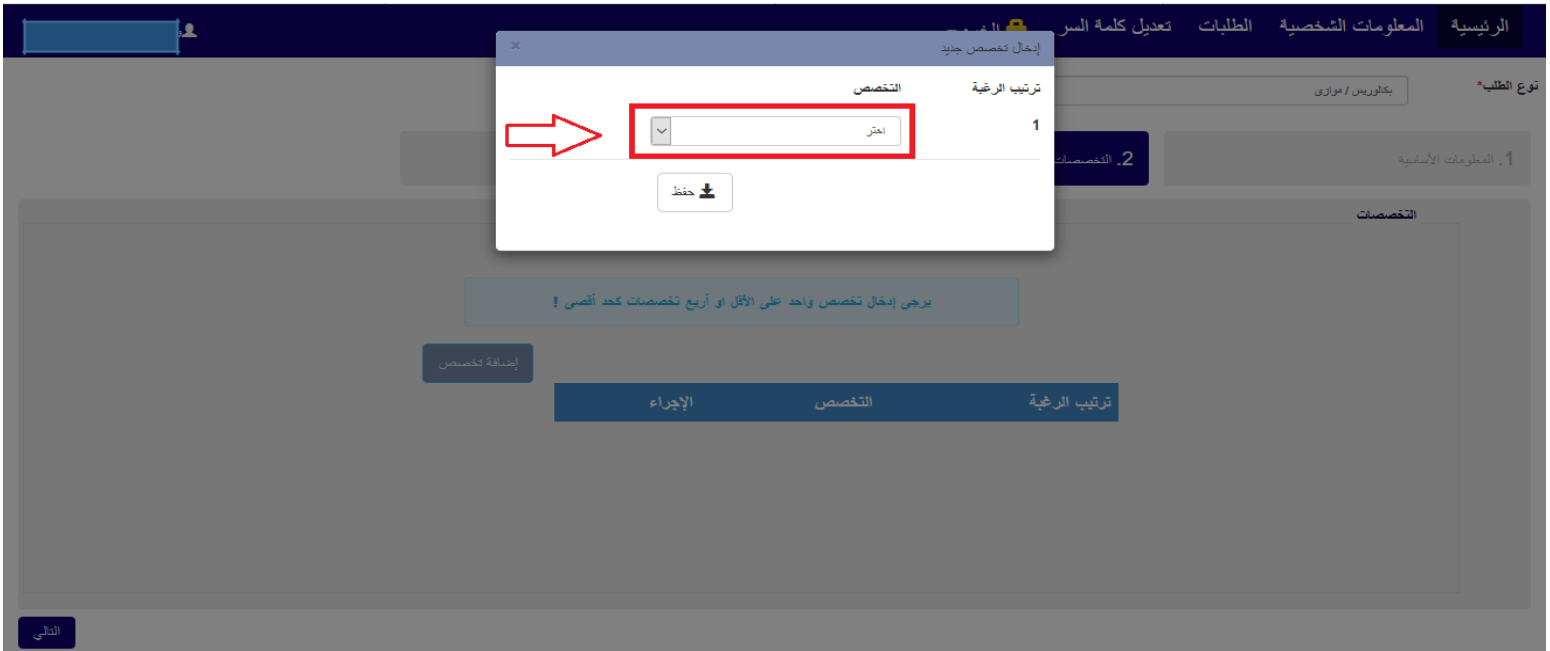 الرئيسية
المعلومات الشخصية
الطلبات
تعديل كلمة السر
إدخال تخصص جديد
×
ترتيب الرغبة
التخصص
1
اختر
حفظ
نوع الطلب*
بكالوريس / موازي
1. المعلومات الأساسية
2. التخصصات
التخصصات
يرجى إدخال تخصص واحد على الأقل او أربع تخصصات كحد أقصى !
إضافة تخصص
ترتيب الرغبة
التخصص
الإجراء
التالي